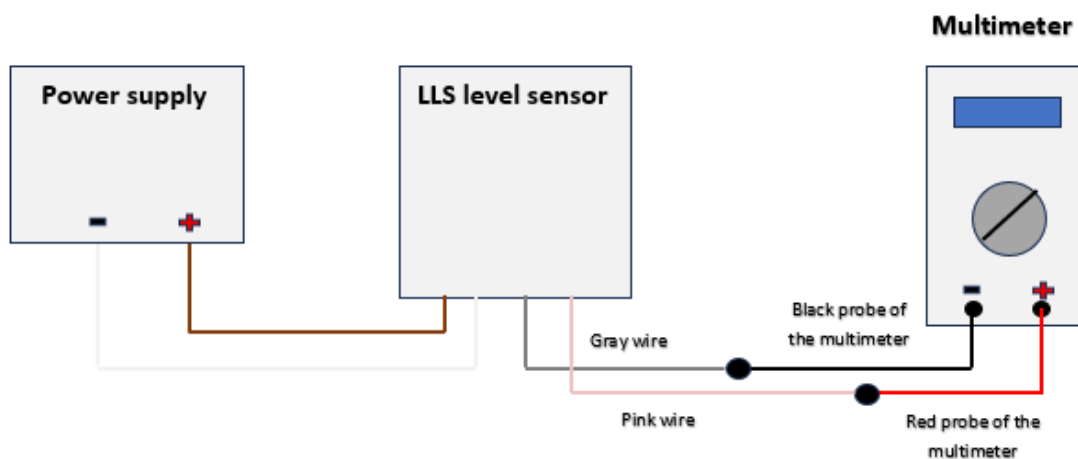 Multimeter
Power supply
LLS level sensor
- +
- +
Black probe of
the multimeter
Gray wire
Pink wire
Red probe of the
multimeter